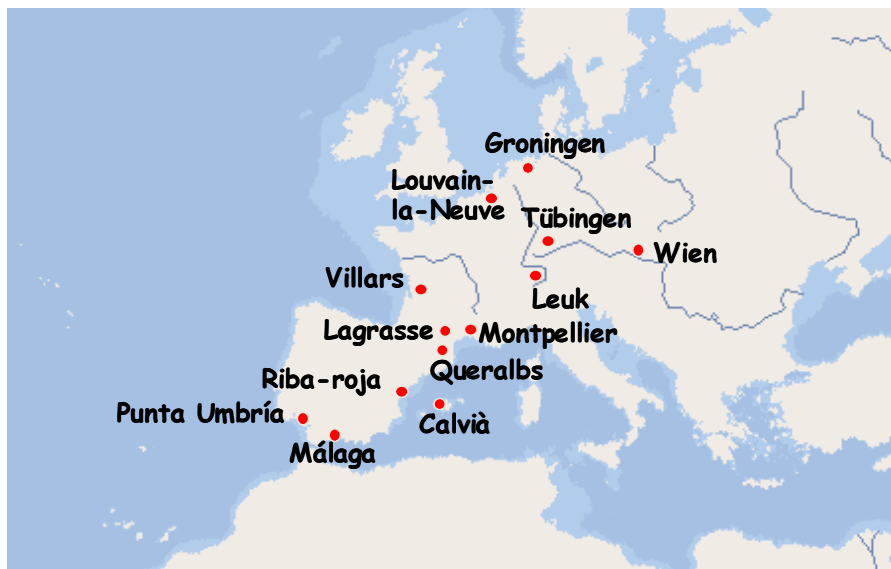 Groningen
Louvain-
la-Neuve
Tübingen
Wien
Villars
Leuk
Lagrasse
Montpellier
Queralbs
Riba-roja
Punta Umbría
Calvià
Málaga